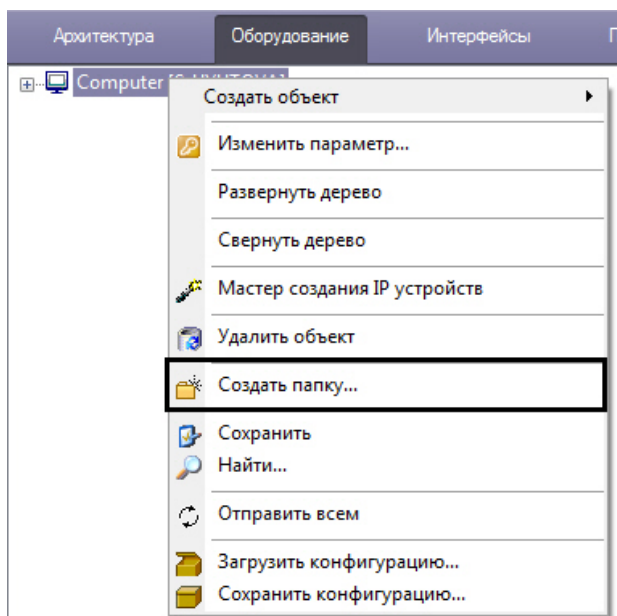 Архитектура Оборудование Интерфейсы
Computer
Создать объект
Изменить параметр...
Развернуть дерево
Свернуть дерево
Мастер создания IP устройств
Удалить объект
Создать папку...
Сохранить
Найти...
Отправить всем
Загрузить конфигурацию...
Сохранить конфигурацию...